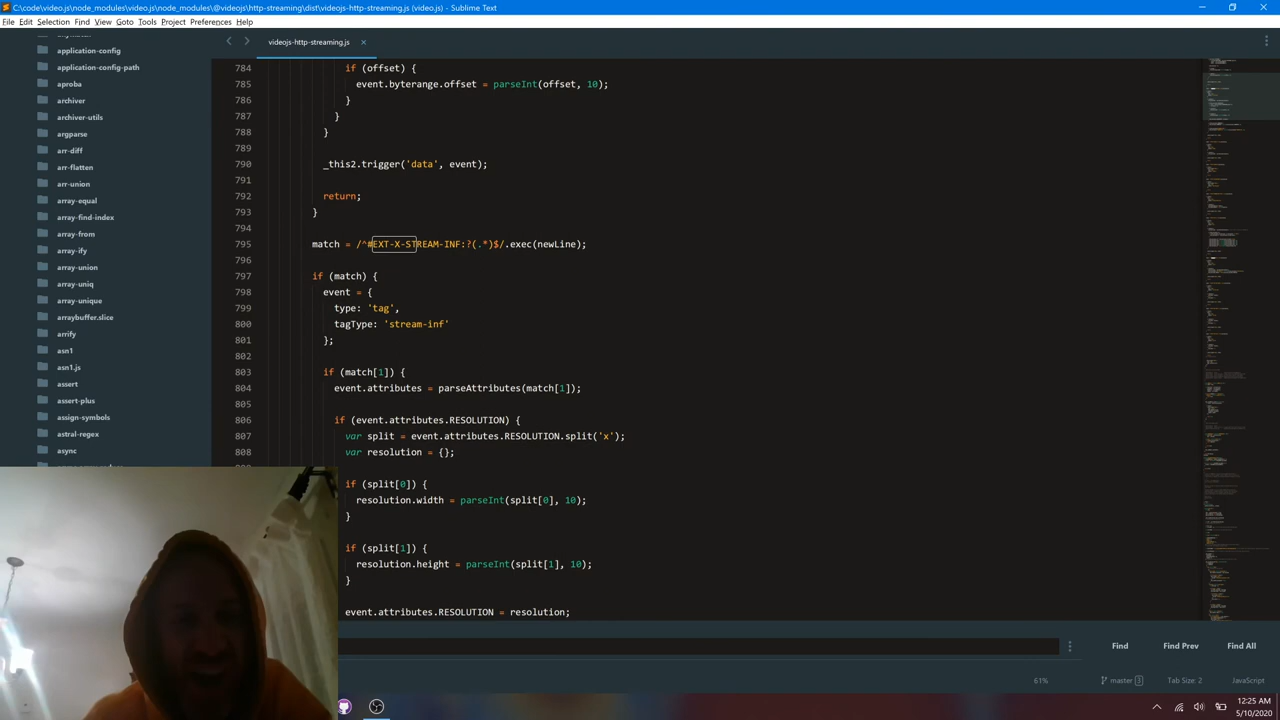 C:\code\video.js\node_modules\video.js\node_modules\@videojs\http-streaming\dist\videojs-http-streaming.js (video.js) - Sublime Text
File Edit Selection Find View Goto Tools Project Preferences Help
videojs-http-streaming.js
application-config
application-config-path
aproba
archiver
archiver-utils
argparse
arr-diff
arr-flatten
arr-union
array-equal
array-find-index
array-from
array-ify
array-union
array-uniq
array-unique
arraybuffer.slice
arrify
asn1
asn1.js
assert
assert-plus
assign-symbols
astral-regex
async
784 if (offset) {
785 event.byterange.offset = parseInt(offset, 10);
786 }
787 }
788 }
789
790 _this2.trigger('data', event);
791
792 return;
793 }
794
795 match = /^#EXT-X-STREAM-INF:?(.*)$/.exec(newLine);
796
797 if (match) {
798 event = {
799 type: 'tag',
800 tagType: 'stream-inf'
801 };
802
803 if (match[1]) {
804 event.attributes = parseAttributes(match[1]);
805
806 if (event.attributes.RESOLUTION) {
807 var split = event.attributes.RESOLUTION.split('x');
808 var resolution = {};
if (split[0]) {
resolution.width = parseInt(split[0], 10);
}
if (split[1]) {
resolution.height = parseInt(split[1], 10);
}
event.attributes.RESOLUTION = resolution;
Find Find Prev Find All
61% master 3 Tab Size: 2 JavaScript
12:25 AM
5/10/2020